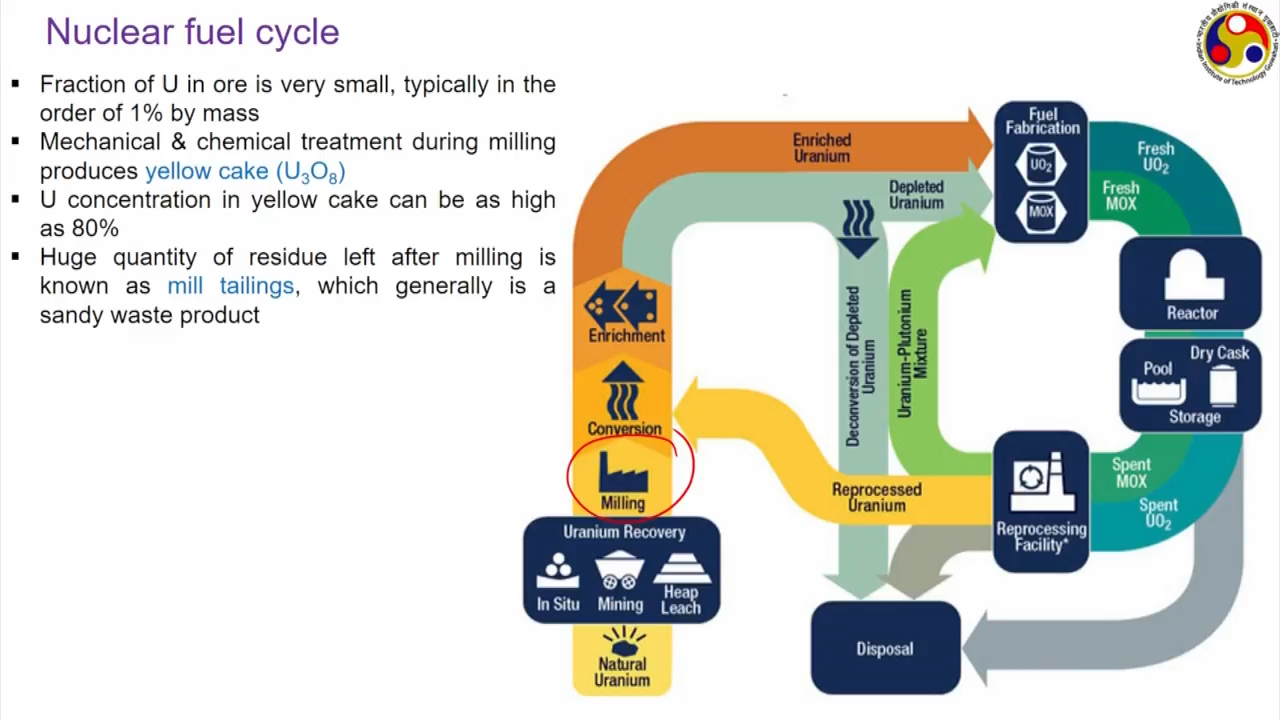 Nuclear fuel cycle
▪ Fraction of U in ore is very small, typically in the
order of 1% by mass
▪ Mechanical & chemical treatment during milling
produces yellow cake (U₃O₈)
▪ U concentration in yellow cake can be as high
as 80%
▪ Huge quantity of residue left after milling is
known as mill tailings, which generally is a
sandy waste product
Enriched
Uranium
Depleted
Uranium
Fuel
Fabrication
UO₂
MOX
Fresh
UO₂
Fresh
MOX
Reactor
Pool
Dry Cask
Storage
Enrichment
Conversion
Milling
Uranium Recovery
In Situ
Mining
Heap
Leach
Natural
Uranium
Deconversion of Depleted
Uranium
Uranium-Plutonium
Mixture
Reprocessed
Uranium
Reprocessing
Facility*
Spent
MOX
Spent
UO₂
Disposal
Indian Institute of Technology Guwahati